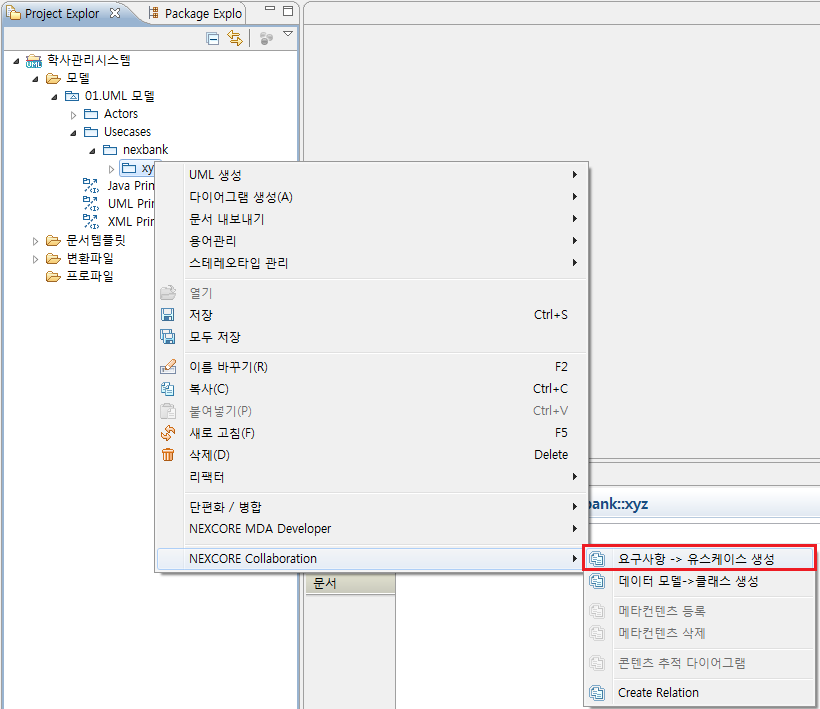 Project Explor
Package Explo
학사관리시스템
모델
01.UML 모델
Actors
Usecases
nexbank
xy
Java Prin
UML Prin
XML Prin
문서템플릿
변환파일
프로파일
UML 생성
다이어그램 생성(A)
문서 내보내기
용어관리
스테레오타입 관리
열기
저장 Ctrl+S
모두 저장
이름 바꾸기(R) F2
복사(C) Ctrl+C
붙여넣기(P) Ctrl+V
새로 고침(F) F5
삭제(D) Delete
리팩터
단편화 / 병합
NEXCORE MDA Developer
NEXCORE Collaboration
bank::xyz
문서
요구사항 -> 유스케이스 생성
데이터 모델->클래스 생성
메타컨텐츠 등록
메타컨텐츠 삭제
콘텐츠 추적 다이어그램
Create Relation